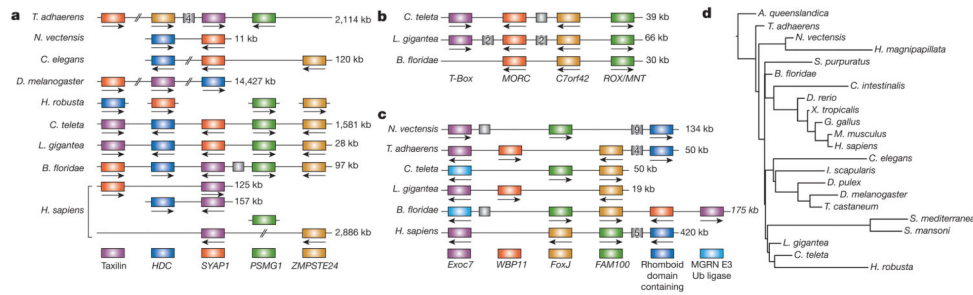 a
T. adhaerens 4 2,114 kb
N. vectensis 11 kb
C. elegans 120 kb
D. melanogaster 14,427 kb
H. robusta
C. teleta 1,581 kb
L. gigantea 28 kb
B. floridae 97 kb
125 kb
157 kb
H. sapiens
2,886 kb
Taxilin HDC SYAP1 PSMG1 ZMPSTE24
b
C. teleta 39 kb
L. gigantea 2 2 66 kb
B. floridae 30 kb
T-Box MORC C7orf42 ROX/MNT
c
N. vectensis 134 kb
T. adhaerens 4 50 kb
C. teleta 50 kb
L. gigantea 19 kb
B. floridae 175 kb
H. sapiens 420 kb
Exoc7 WBP11 FoxJ FAM100 Rhomboid domain containing MGRN E3 Ub ligase
d
A. queenslandica
T. adhaerens
N. vectensis
H. magnipapillata
S. purpuratus
B. floridae
C. intestinalis
D. rerio
X. tropicalis
G. gallus
M. musculus
H. sapiens
C. elegans
I. scapularis
D. pulex
D. melanogaster
T. castaneum
S. mediterranea
S. mansoni
L. gigantea
C. teleta
H. robusta